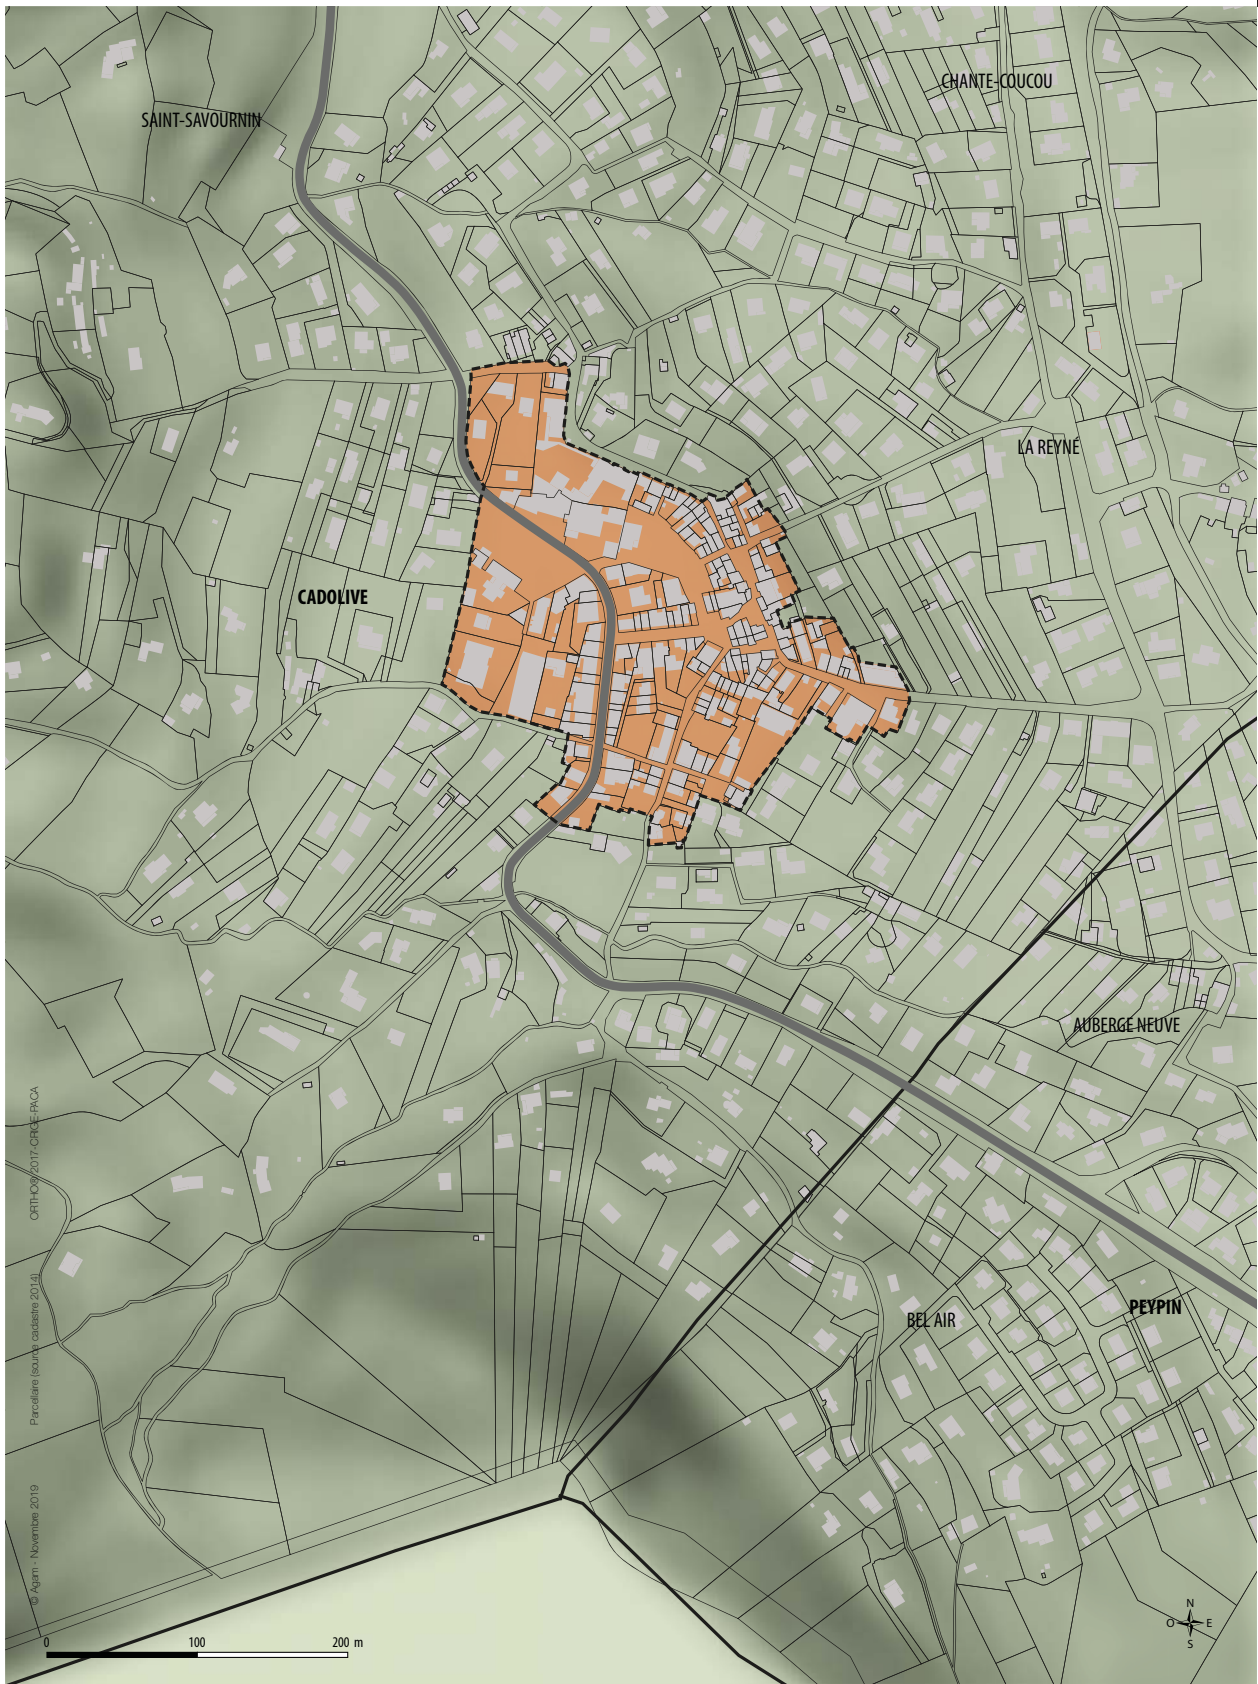 CHANTE-COUCOU
SAINT-SAVOURNIN
LA REYNE
CADOLIVE
AUBERGE NEUVE
BEL AIR
PEYPIN
ORTHO®/2017-CRIGE-PACA
Parcellaire (source cadastre 2014)
© Agam - Novembre 2019
0 100 200 m
N
O E
S